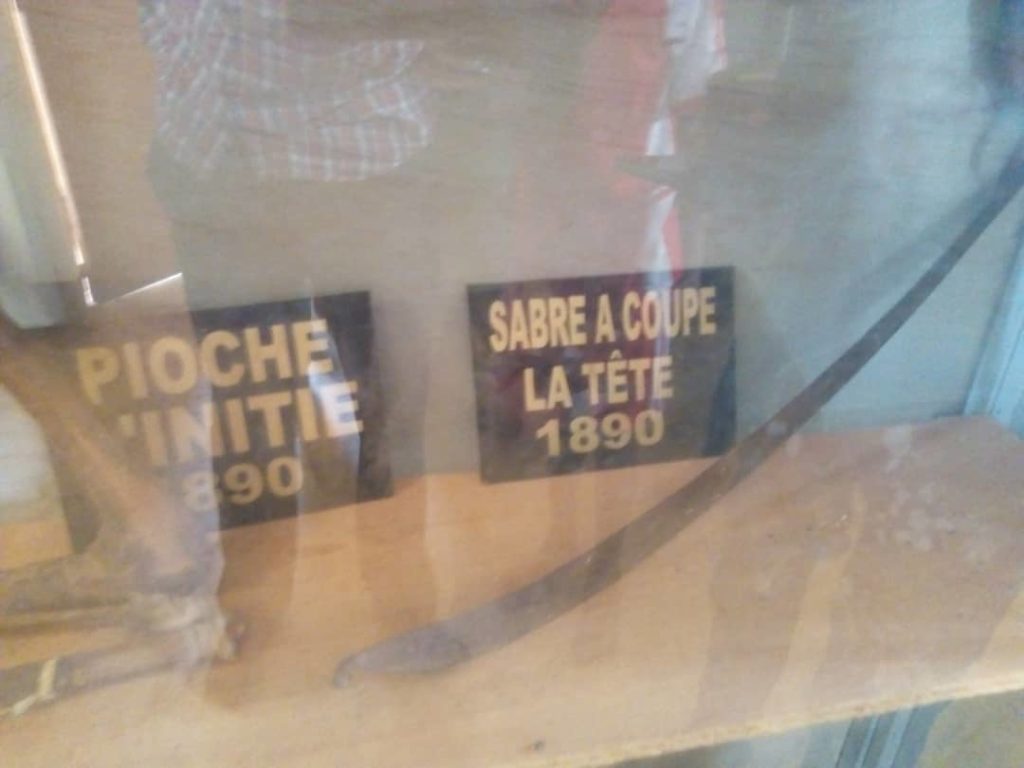 PIOCHE
'INITIE
890
SABRE A COUPE
LA TÊTE
1890